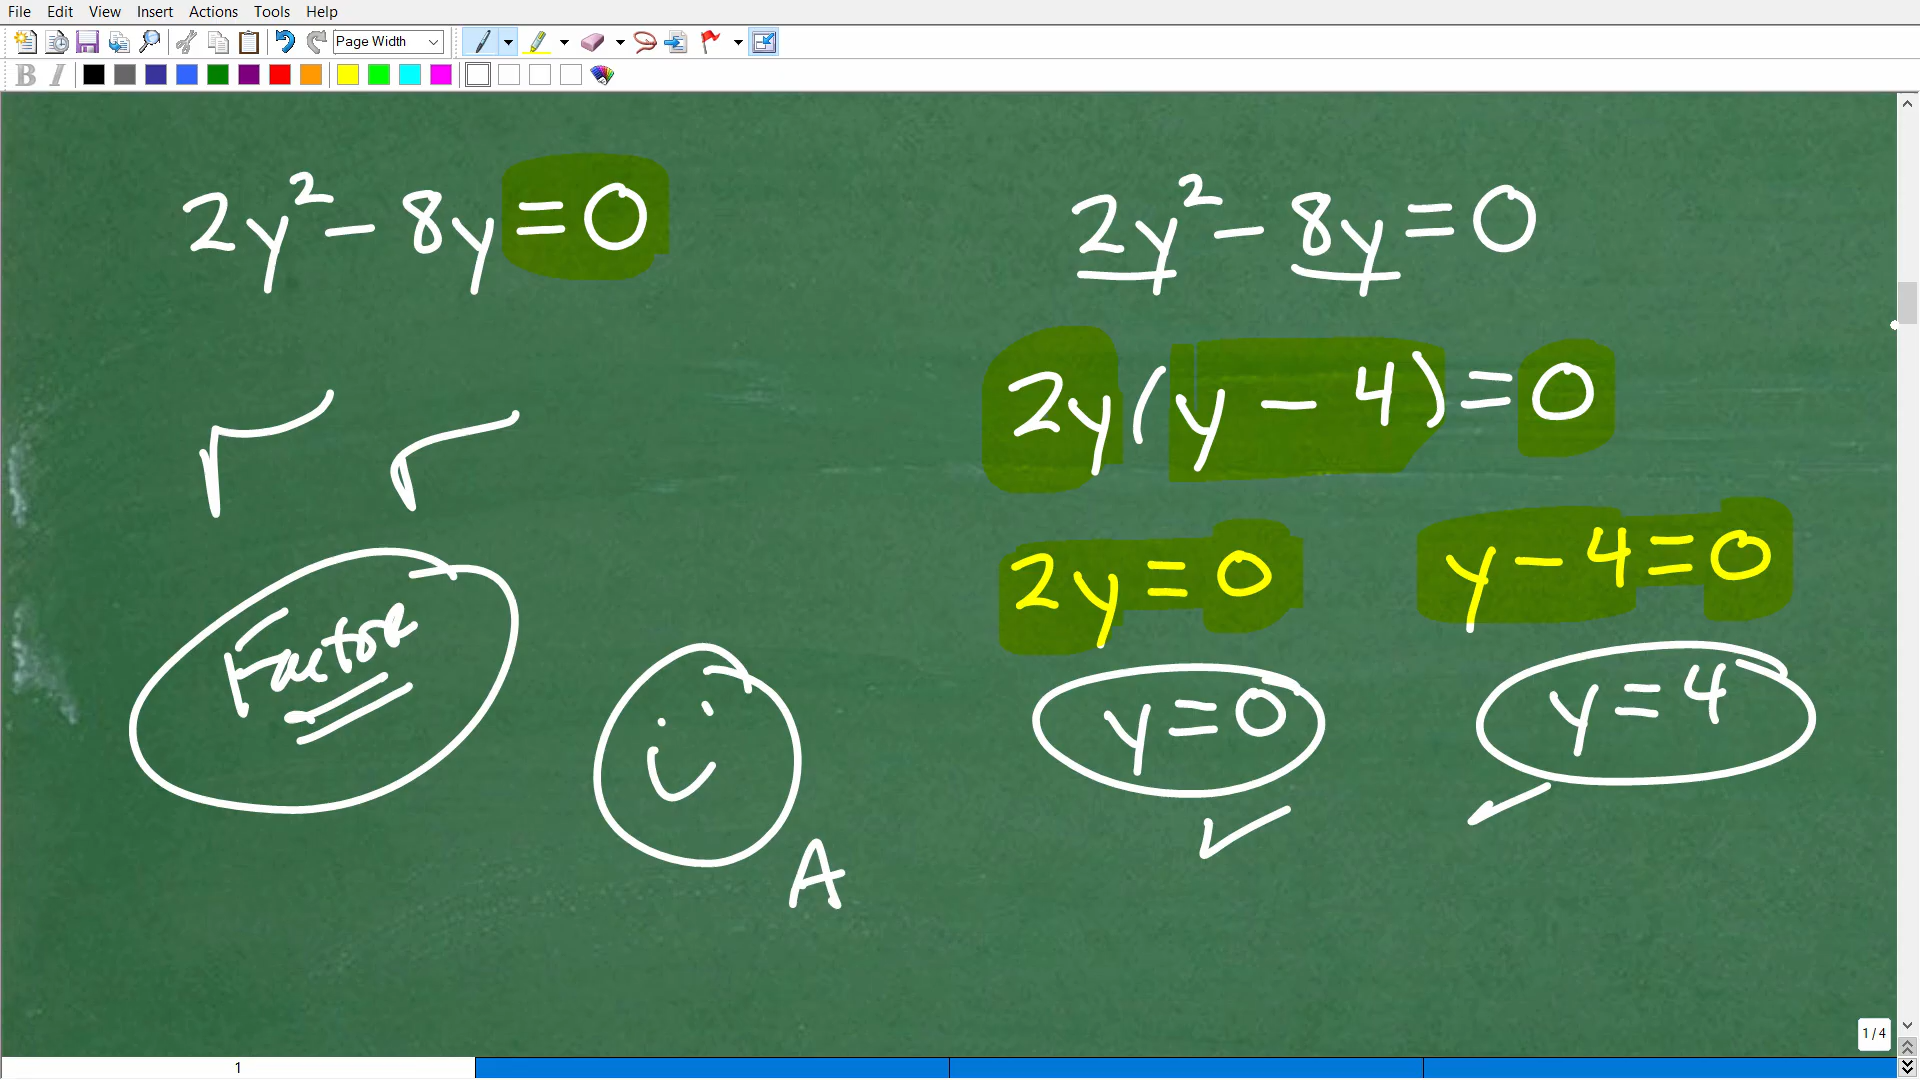 File Edit View Insert Actions Tools Help
Page Width
B I
2y² - 8y = 0
Factor
A
2y² - 8y = 0
2y(y - 4) = 0
2y = 0 y - 4 = 0
y = 0 y = 4
1 / 4
1